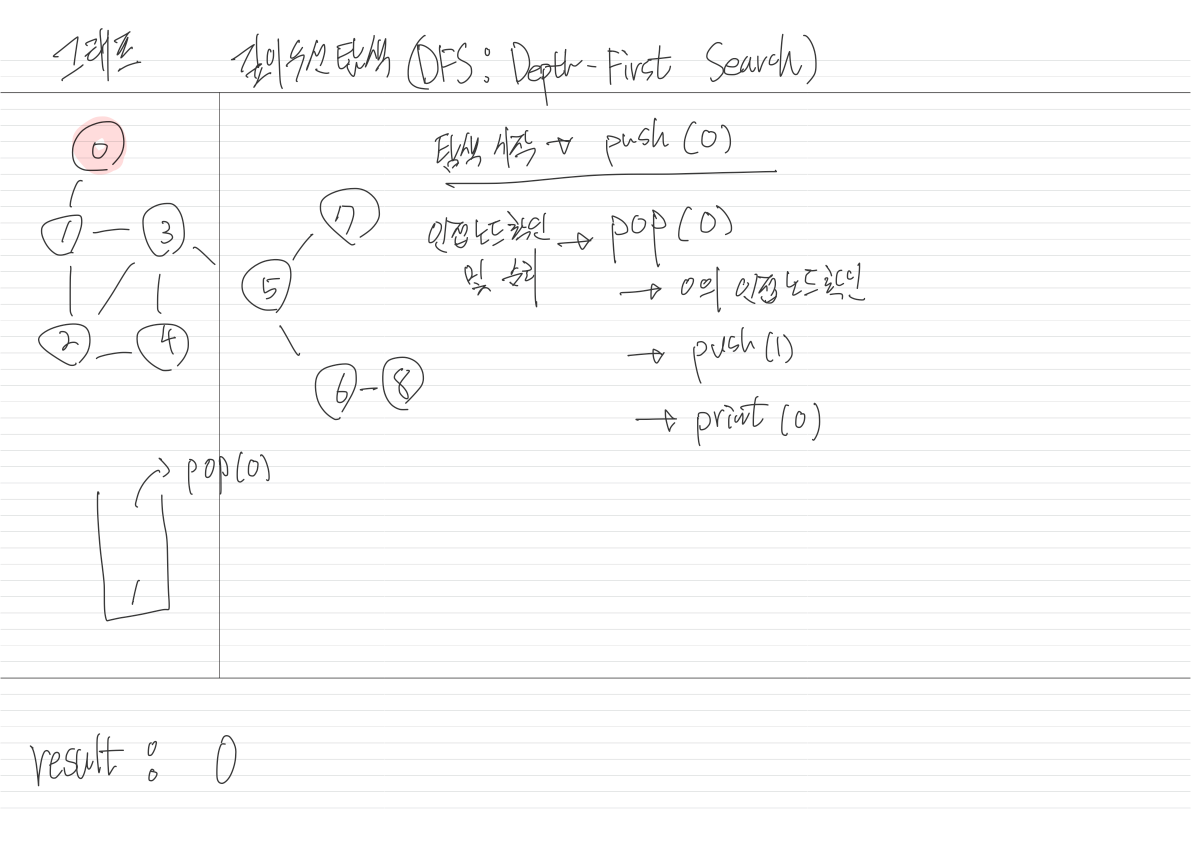 그래프 깊이우선탐색 (DFS: Depth-First Search)
0
1 3
2 4
7
5
6 8
탐색 시작 → push (0)
인접노드확인 및 승리 → pop (0)
→ 0의 인접노드확인
→ push (1)
→ print (0)
pop(0)
1
result : 0